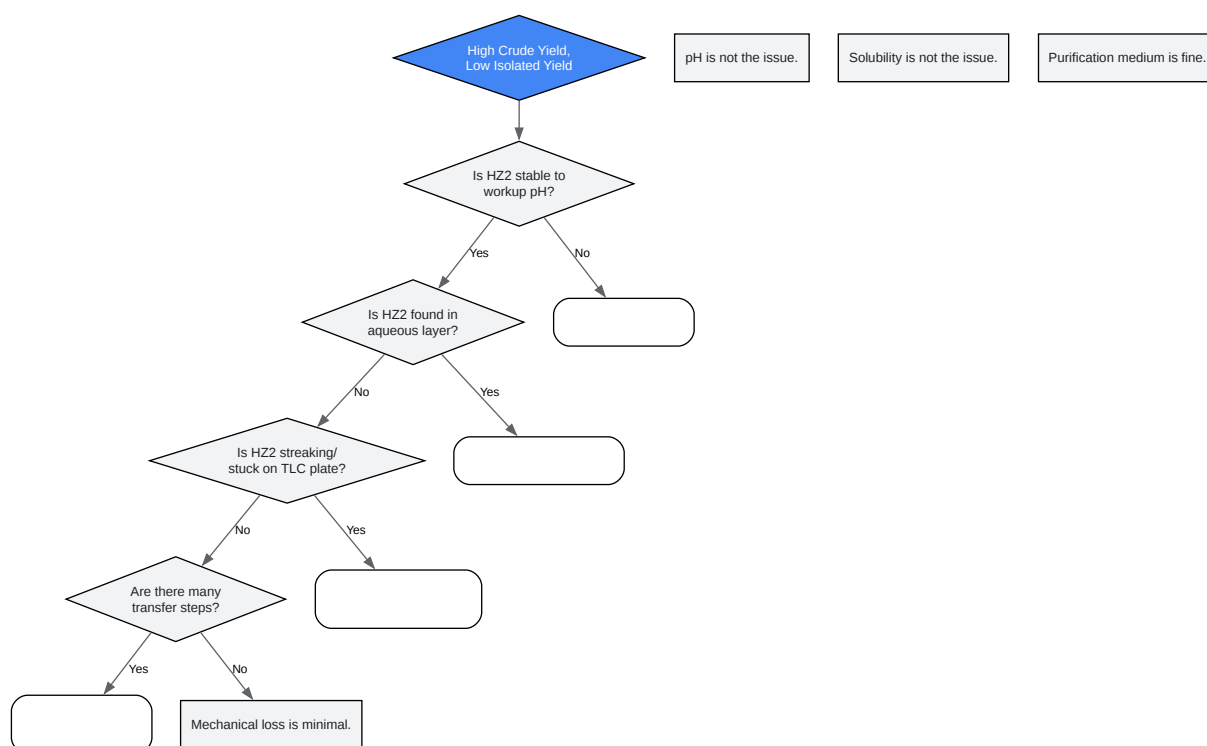 High Crude Yield,
Low Isolated Yield
pH is not the issue.
Solubility is not the issue.
Purification medium is fine.
Is HZ2 stable to
workup pH?
Yes
No
Is HZ2 found in
aqueous layer?
No
Yes
Is HZ2 streaking/
stuck on TLC plate?
No
Yes
Are there many
transfer steps?
Yes
No
Mechanical loss is minimal.